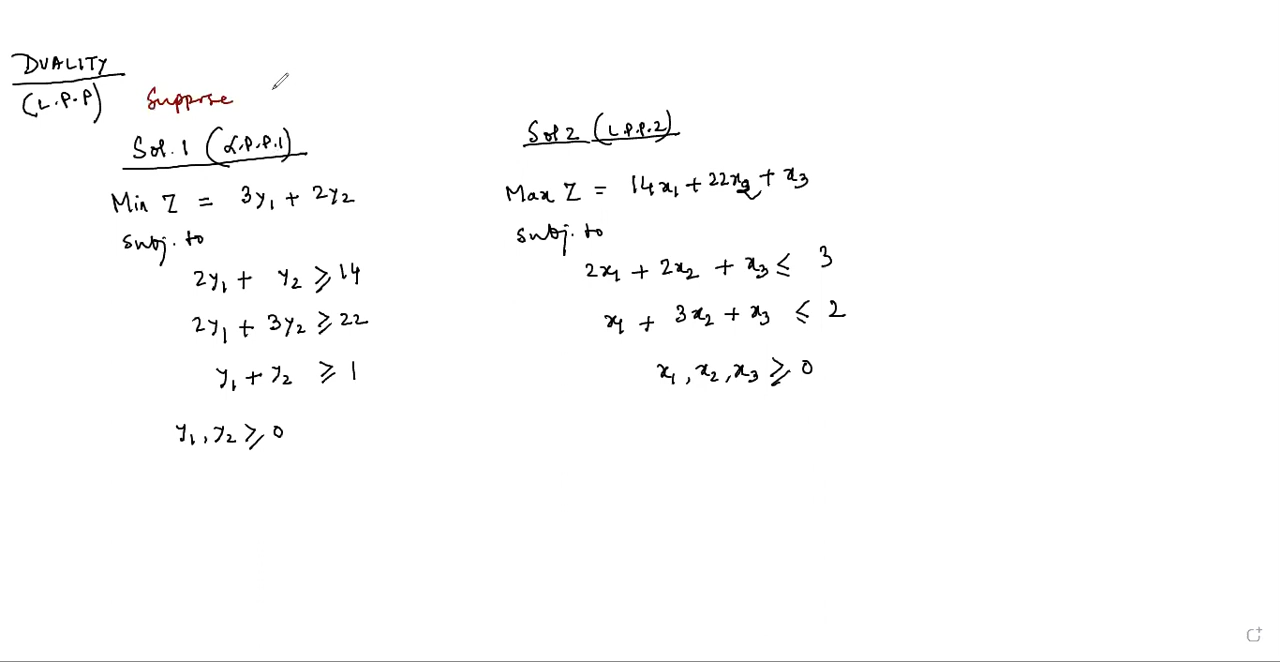 DUALITY
(L.P.P)
Suppose
Sol. 1 (L.P.P.1)
Min Z = 3y₁ + 2y₂
Subj. to
2y₁ + y₂ ≥ 14
2y₁ + 3y₂ ≥ 22
y₁ + y₂ ≥ 1
y₁, y₂ ≥ 0
Sol 2 (L.P.P.2)
Max Z = 14x₁ + 22x₂ + x₃
Subj. to
2x₁ + 2x₂ + x₃ ≤ 3
x₁ + 3x₂ + x₃ ≤ 2
x₁, x₂, x₃ ≥ 0